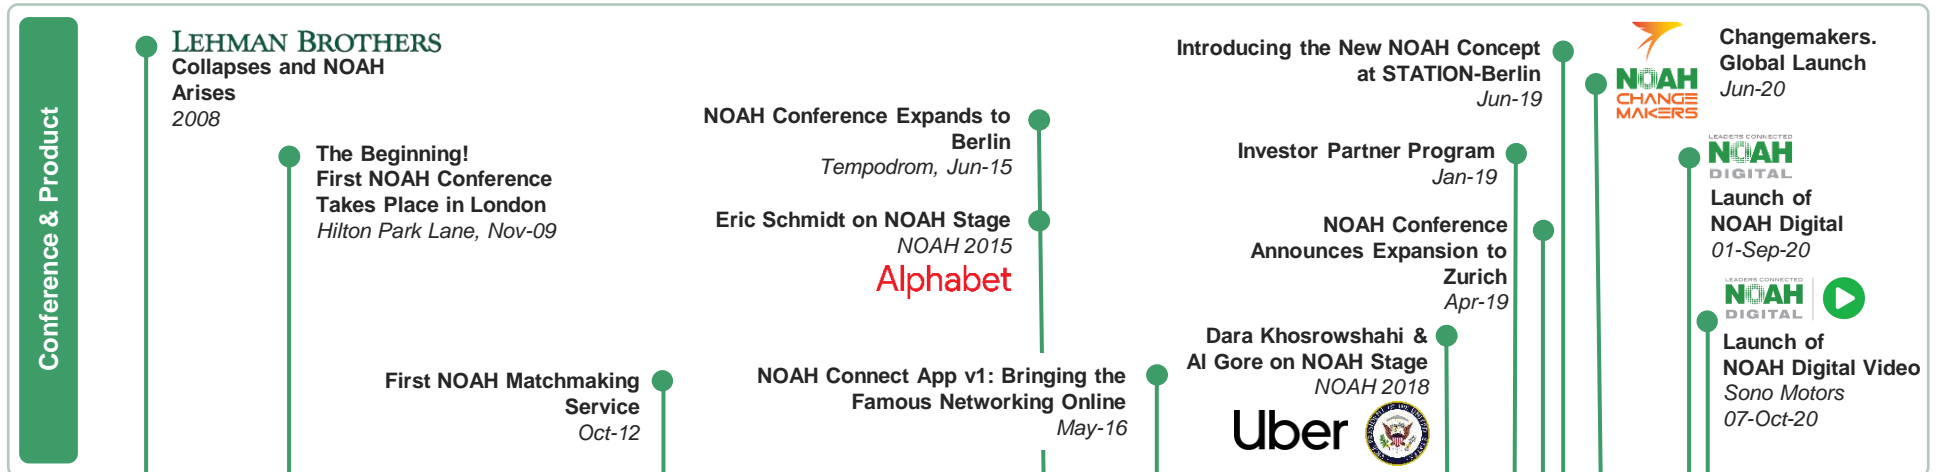 Conference & Product
LEHMAN BROTHERS
Collapses and NOAH
Arises
2008
The Beginning!
First NOAH Conference
Takes Place in London
Hilton Park Lane, Nov-09
First NOAH Matchmaking
Service
Oct-12
NOAH Conference Expands to
Berlin
Tempodrom, Jun-15
Eric Schmidt on NOAH Stage
NOAH 2015
Alphabet
NOAH Connect App v1: Bringing the
Famous Networking Online
May-16
Introducing the New NOAH Concept
at STATION-Berlin
Jun-19
Investor Partner Program
Jan-19
NOAH Conference
Announces Expansion to
Zurich
Apr-19
Dara Khosrowshahi &
Al Gore on NOAH Stage
NOAH 2018
Uber
NOAH
CHANGE
MAKERS
Changemakers.
Global Launch
Jun-20
LEADERS CONNECTED
NOAH
DIGITAL
Launch of
NOAH Digital
01-Sep-20
LEADERS CONNECTED
NOAH
DIGITAL
Launch of
NOAH Digital Video
Sono Motors
07-Oct-20